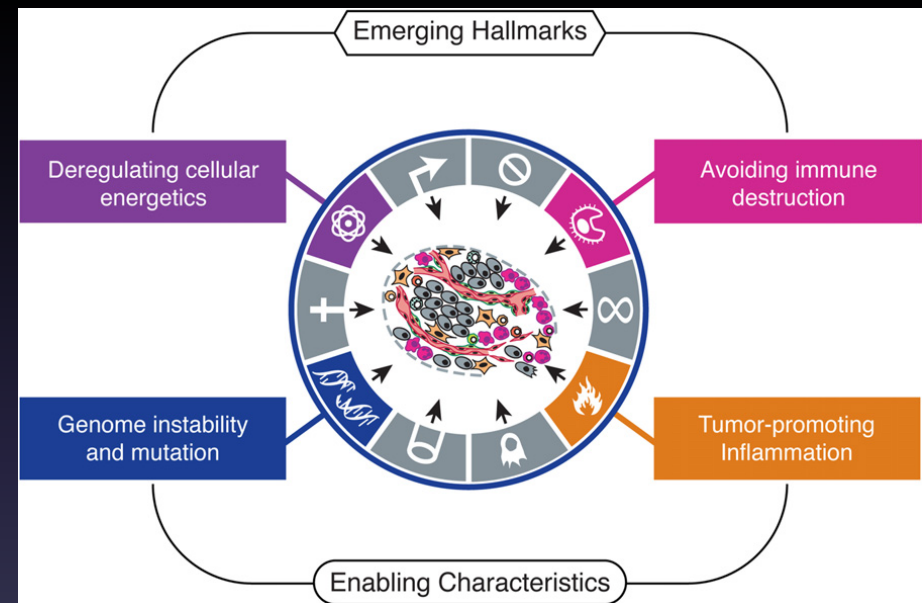 Emerging Hallmarks
Deregulating cellular
energetics
Avoiding immune
destruction
Genome instability
and mutation
Tumor-promoting
Inflammation
Enabling Characteristics